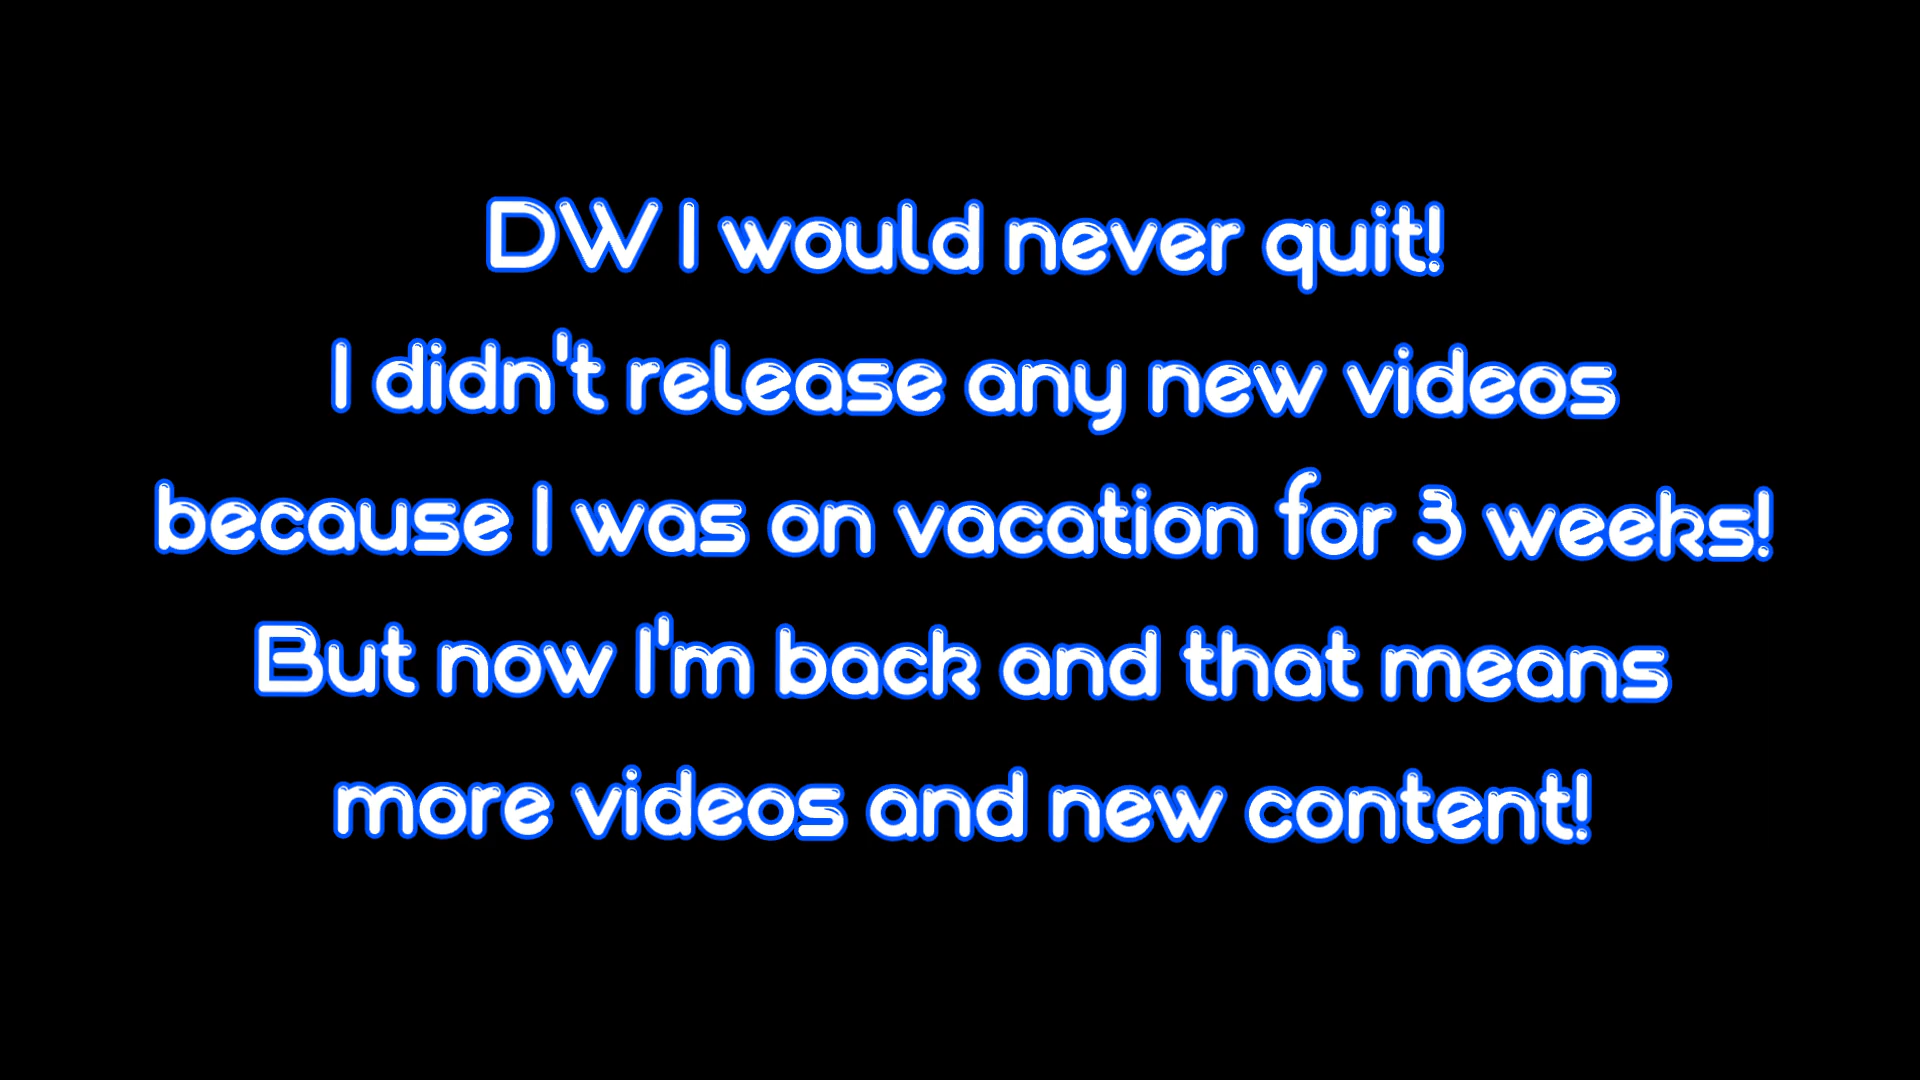 DW I would never quit!
I didn't release any new videos
because I was on vacation for 3 weeks!
But now I'm back and that means
more videos and new content!